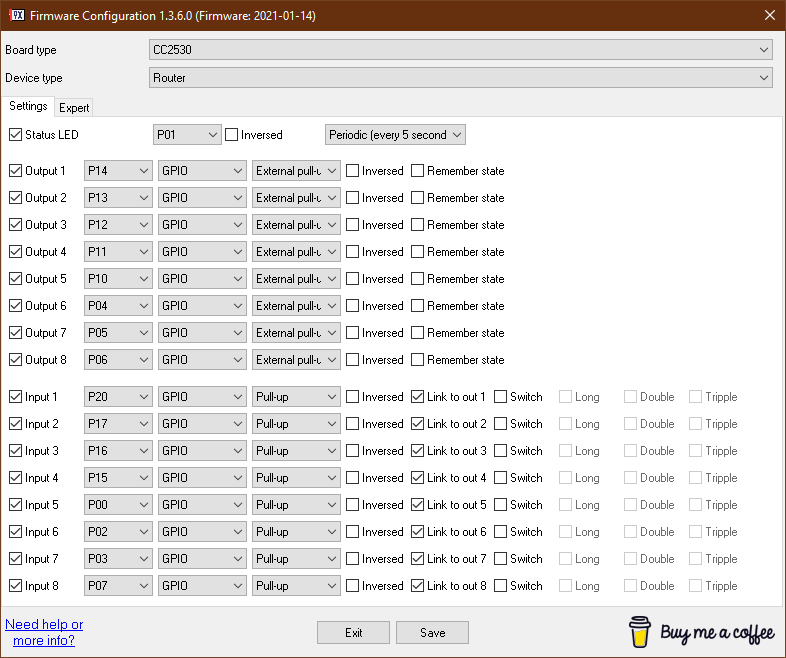 Firmware Configuration 1.3.6.0 (Firmware: 2021-01-14)
Board type CC2530
Device type Router
Settings Expert
Status LED P01 Inversed Periodic (every 5 second
Output 1 P14 GPIO External pull-u Inversed Remember state
Output 2 P13 GPIO External pull-u Inversed Remember state
Output 3 P12 GPIO External pull-u Inversed Remember state
Output 4 P11 GPIO External pull-u Inversed Remember state
Output 5 P10 GPIO External pull-u Inversed Remember state
Output 6 P04 GPIO External pull-u Inversed Remember state
Output 7 P05 GPIO External pull-u Inversed Remember state
Output 8 P06 GPIO External pull-u Inversed Remember state
Input 1 P20 GPIO Pull-up Inversed Link to out 1 Switch Long Double Tripple
Input 2 P17 GPIO Pull-up Inversed Link to out 2 Switch Long Double Tripple
Input 3 P16 GPIO Pull-up Inversed Link to out 3 Switch Long Double Tripple
Input 4 P15 GPIO Pull-up Inversed Link to out 4 Switch Long Double Tripple
Input 5 P00 GPIO Pull-up Inversed Link to out 5 Switch Long Double Tripple
Input 6 P02 GPIO Pull-up Inversed Link to out 6 Switch Long Double Tripple
Input 7 P03 GPIO Pull-up Inversed Link to out 7 Switch Long Double Tripple
Input 8 P07 GPIO Pull-up Inversed Link to out 8 Switch Long Double Tripple
Need help or
more info?
Exit Save
Buy me a coffee